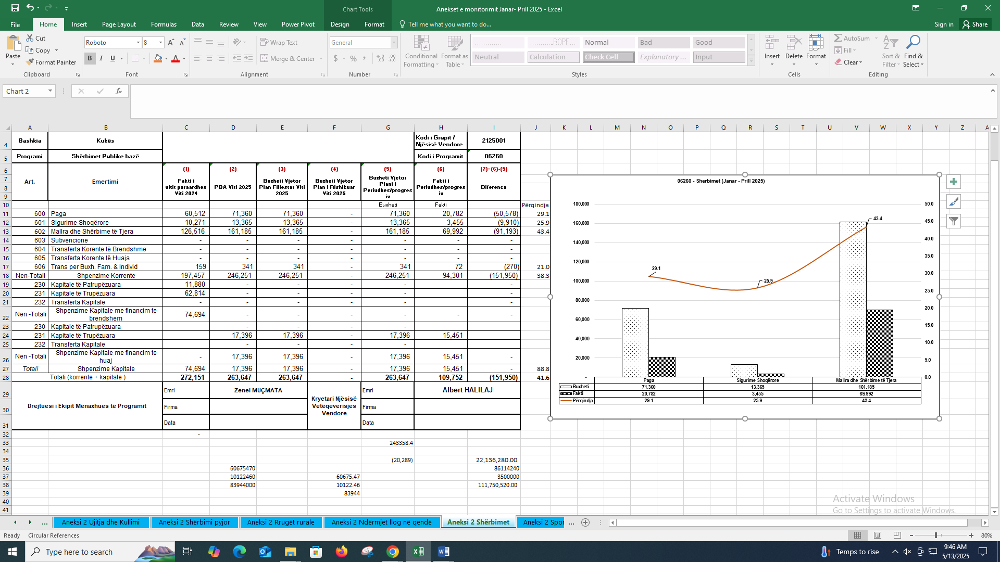 Chart Tools
Anekset e monitorimit Janar- Prill 2025 - Excel
File Home Insert Page Layout Formulas Data Review View Power Pivot Design Format Tell me what you want to do... Sign in Share
Paste Cut Copy Format Painter Clipboard
Roboto 8 B I U Font
Wrap Text Merge & Center Alignment
General $ % Number
Conditional Formatting Format as Table
............. ............BOPE... Normal Bad Good
Neutral Calculation Check Cell Explanatory ... Input
Styles
Insert Delete Format Cells
AutoSum Fill Clear Sort & Filter Find & Select Editing
Chart 2 fx
A B C D E F G H I J K L M N O P Q R S T U V W X Y Z A
4 Bashkia Kukës Kodi i Grupit / Njësisë Vendore 2125001
5 Programi Shërbimet Publike bazë Kodi i Programit 06260
6 (1) (2) (3) (4) (5) (6) (7)=(6)-(5)
7
8
9
Art. Emertimi Fakti i vitit paraardhes Viti 2024 PBA Viti 2025 Buxheti Vjetor Plan Fillestar Viti 2025 Buxheti Vjetor Plan i Rishikuar Viti 2025 Buxheti Vjetor Plani i Periudhes/progresiv Fakti i Periudhes/progresiv Diferenca
10 Buxheti Fakti Përqindja
11 600 Paga 60,512 71,360 71,360 - 71,360 20,782 (50,578) 29.1
12 601 Sigurime Shoqërore 10,271 13,365 13,365 - 13,365 3,455 (9,910) 25.9
13 602 Mallra dhe Shërbime të Tjera 126,516 161,185 161,185 - 161,185 69,992 (91,193) 43.4
14 603 Subvencione - - - - - - -
15 604 Transferta Korente të Brendshme - - - - - - -
16 605 Transferta Korente të Huaja - - - - - - -
17 606 Trans per Buxh. Fam. & Individ 159 341 341 - 341 72 (270) 21.0
18 Nen-Totali Shpenzime Korrente 197,457 246,251 246,251 - 246,251 94,301 (151,950) 38.3
19 230 Kapitale të Patrupëzuara 11,880 - - - - -
20 231 Kapitale të Trupëzuara 62,814 - - - - -
21 232 Transferta Kapitale - - - - - -
22 Nen -Totali Shpenzime Kapitale me financim te brendshem 74,694 - - - - - -
23 230 Kapitale të Patrupëzuara - - - -
24 231 Kapitale të Trupëzuara 17,396 17,396 - 17,396 15,451
25 232 Transferta Kapitale - - - -
26 Nen -Totali Shpenzime Kapitale me financim te huaj - 17,396 17,396 - 17,396 15,451 -
27 Totali Shpenzime Kapitale 74,694 17,396 17,396 - 17,396 15,451 - 88.8
28 Totali (korrente + kapitale ) 272,151 263,647 263,647 - 263,647 109,752 (151,950) 41.6
29 Drejtuesi i Ekipit Menaxhues të Programit Emri Zenel MUÇMATA Kryetari Njësisë Vetëqeverisjes Vendore Emri Albert HALILAJ
30 Firma Firma
31 Data Data
32 -
33 243358.4
34
35 (20,289) 22,136,280.00
36 60675470 86114240
37 10122460 60675.47 3500000
38 83944000 10122.46 111,750,520.00
39 83944
40
41
06260 - Sherbimet (Janar - Prill 2025)
180,000 50.0
160,000 45.0
140,000 40.0
120,000 35.0
100,000 30.0
80,000 25.0
60,000 20.0
40,000 15.0
20,000 10.0
- 5.0
0.0
29.1 25.9 43.4
Paga Sigurime Shoqërore Mallra dhe Shërbime të Tjera
Buxheti 71,360 13,365 161,185
Fakti 20,782 3,455 69,992
Përqindja 29.1 25.9 43.4
Activate Windows
Go to Settings to activate Windows.
... Aneksi 2 Ujitja dhe Kullimi Aneksi 2 Shërbimi pyjor Aneksi 2 Rrugët rurale Aneksi 2 Ndërmjet llog në qendë Aneksi 2 Shërbimet Aneksi 2 Spor ...
Ready Circular References 80%
Type here to search Temps to rise 9:46 AM
5/13/2025